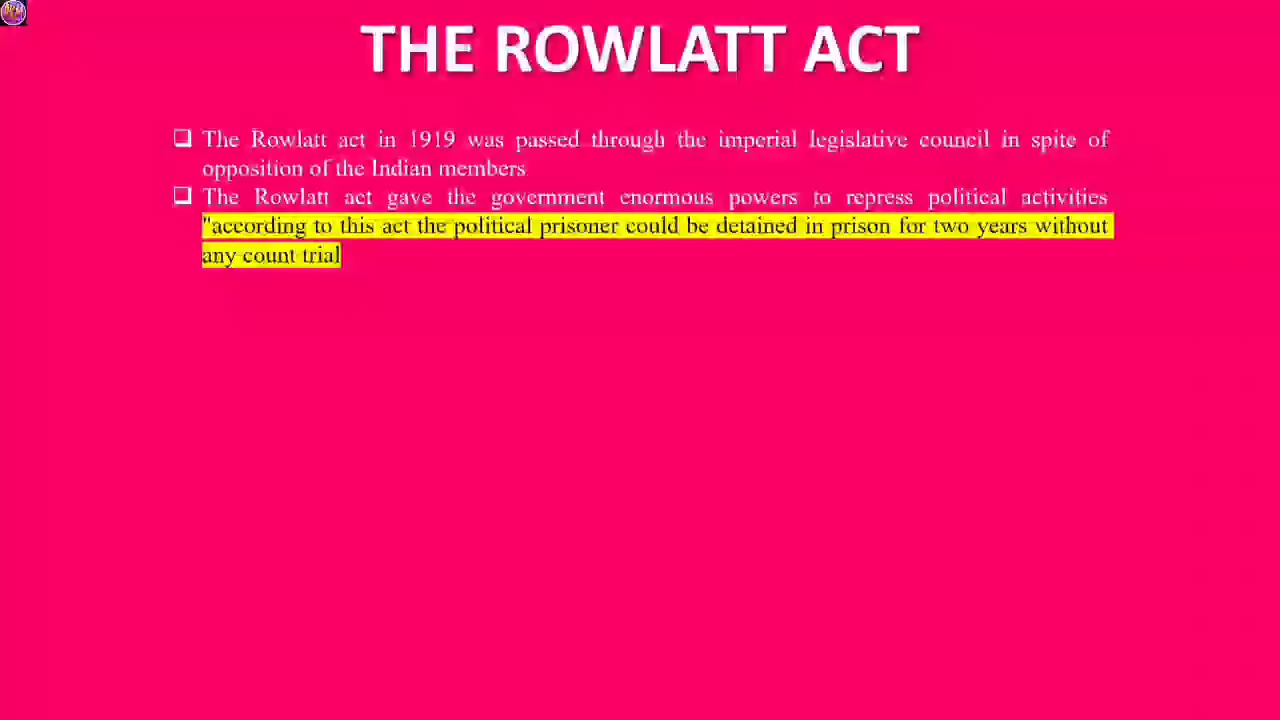 THE ROWLATT ACT
❑ The Rowlatt act in 1919 was passed through the imperial legislative council in spite of
opposition of the Indian members
❑ The Rowlatt act gave the government enormous powers to repress political activities
"according to this act the political prisoner could be detained in prison for two years without
any count trial